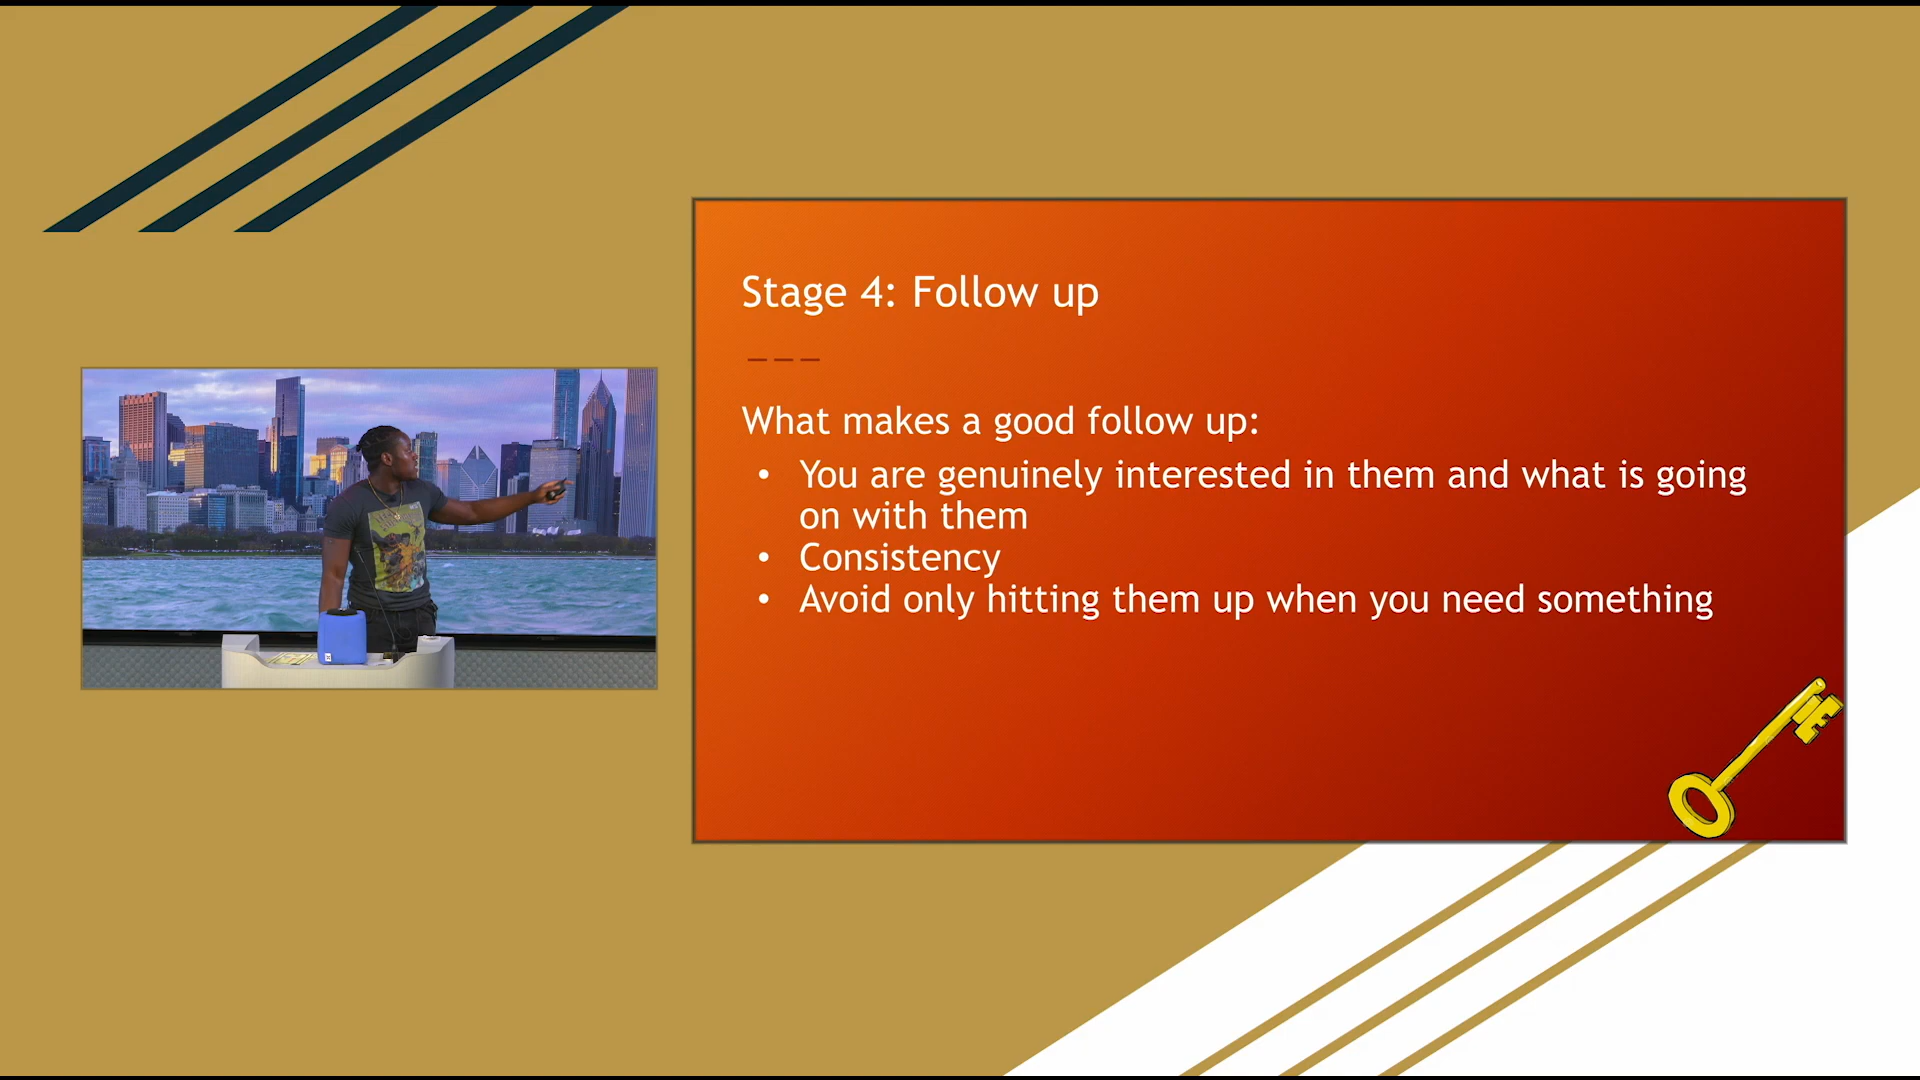 Stage 4: Follow up
What makes a good follow up:
• You are genuinely interested in them and what is going
on with them
• Consistency
• Avoid only hitting them up when you need something